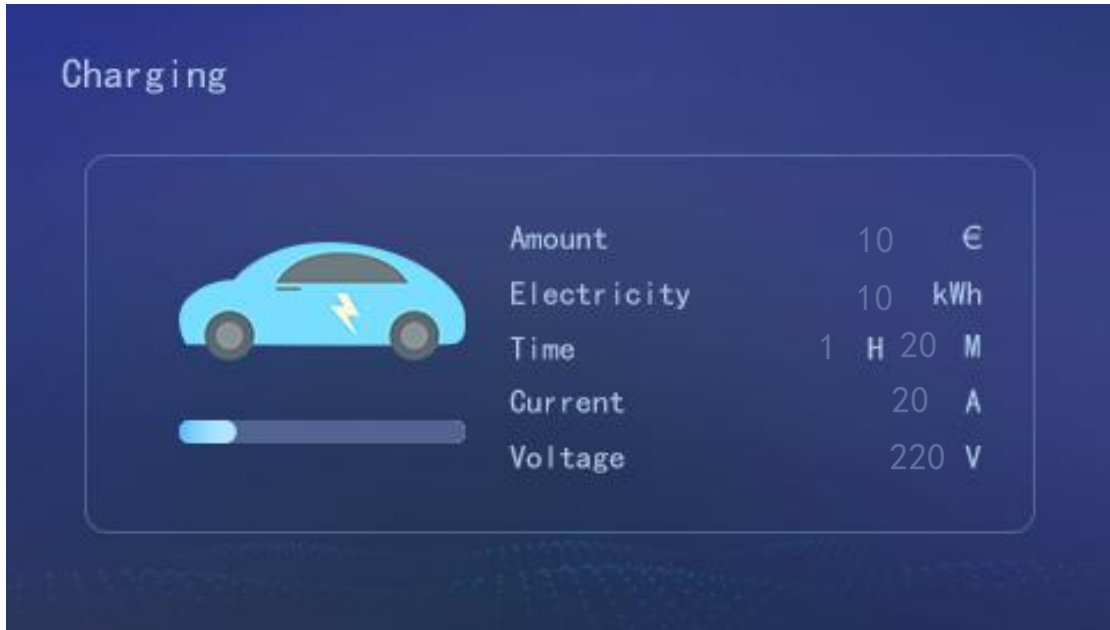 Charging
Amount 10 €
Electricity 10 kWh
Time 1 H 20 M
Current 20 A
Voltage 220 V